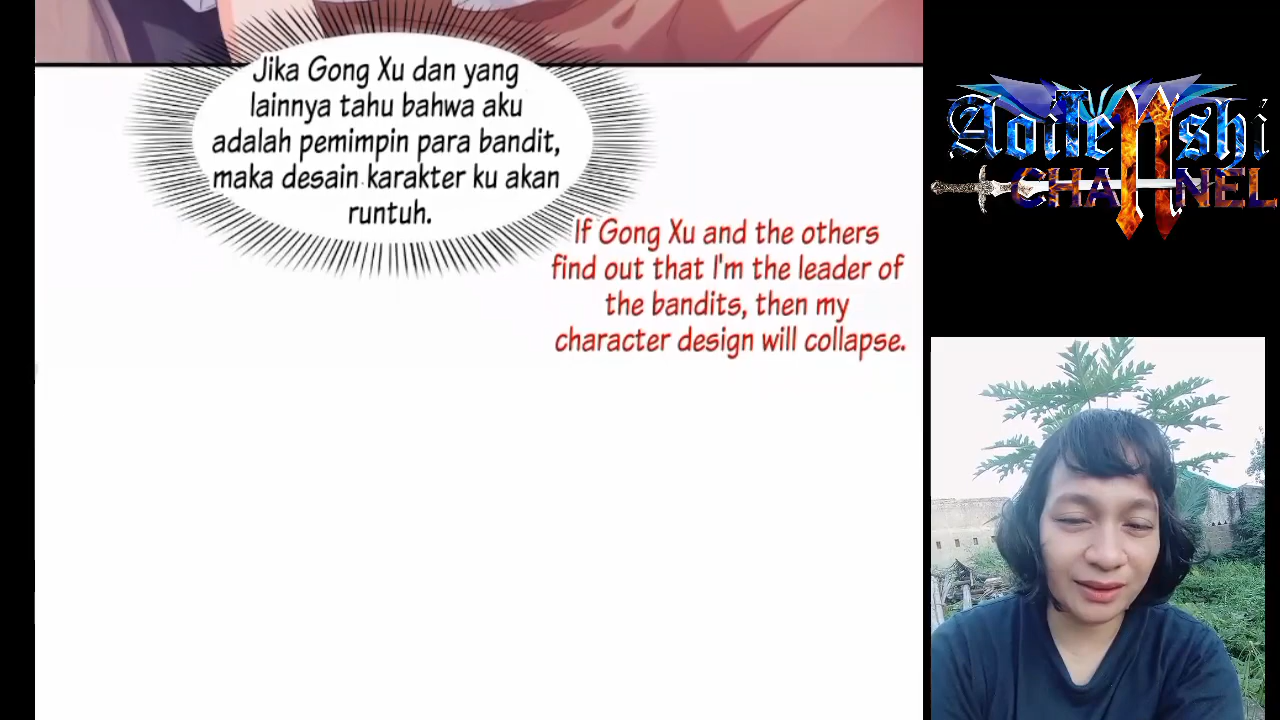 Jika Gong Xu dan yang
lainnya tahu bahwa aku
adalah pemimpin para bandit,
maka desain karakter ku akan
runtuh.
If Gong Xu and the others
find out that I'm the leader of
the bandits, then my
character design will collapse.
CHANNEL